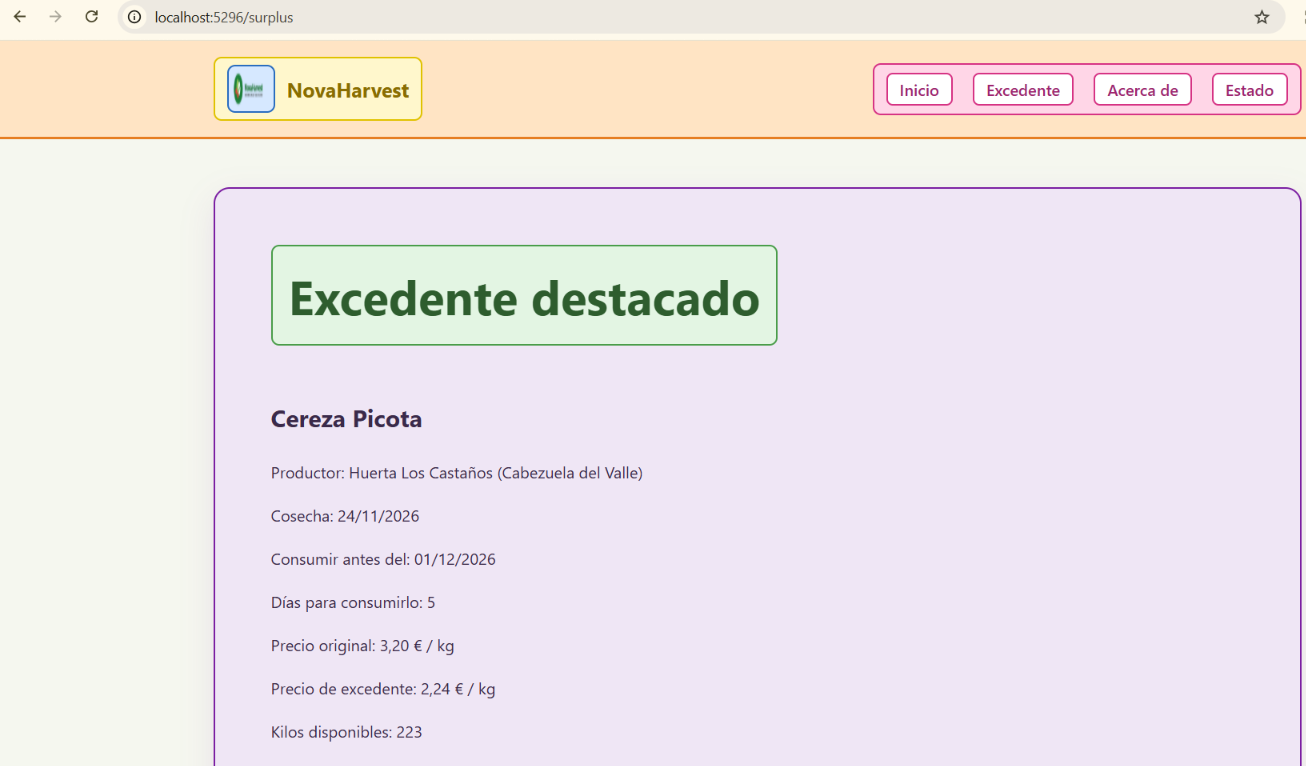 localhost:5296/surplus
NovaHarvest
Inicio
Excedente
Acerca de
Estado
Excedente destacado
Cereza Picota
Productor: Huerta Los Castaños (Cabezuela del Valle)
Cosecha: 24/11/2026
Consumir antes del: 01/12/2026
Días para consumirlo: 5
Precio original: 3,20 € / kg
Precio de excedente: 2,24 € / kg
Kilos disponibles: 223